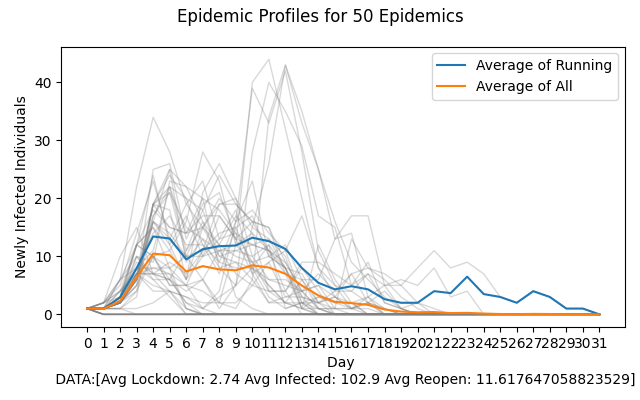 Epidemic Profiles for 50 Epidemics
Average of Running
Average of All
Newly Infected Individuals
40
30
20
10
0
0 1 2 3 4 5 6 7 8 9 10 11 12 13 14 15 16 17 18 19 20 21 22 23 24 25 26 27 28 29 30 31
Day
DATA:[Avg Lockdown: 2.74 Avg Infected: 102.9 Avg Reopen: 11.617647058823529]